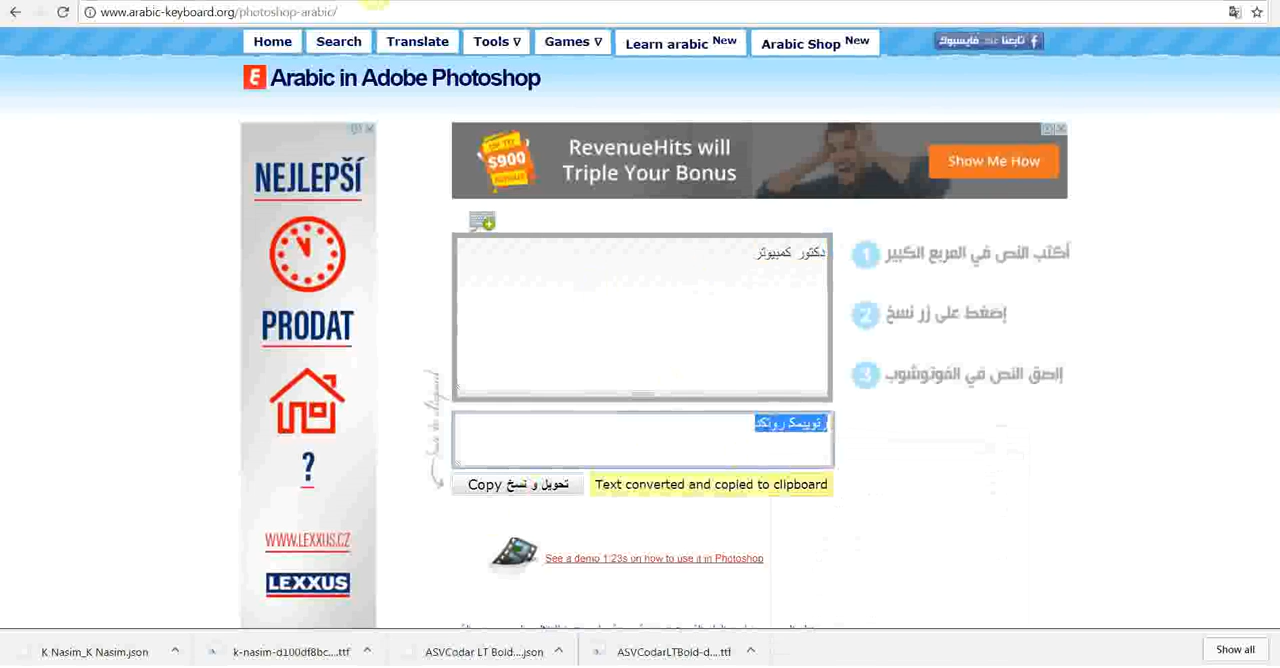 www.arabic-keyboard.org/photoshop-arabic/
Home
Search
Translate
Tools ∇
Games ∇
Learn arabic New
Arabic Shop New
تابعنا على فايسبوك
Arabic in Adobe Photoshop
NEJLEPŠÍ
PRODAT
?
WWW.LEXXUS.CZ
LEXXUS
$900
RevenueHits will
Triple Your Bonus
Show Me How
دكتور كمبيوتر
1 أكتب النص في المربع الكبير
2 إضغط على زر نسخ
3 إلصق النص في الفوتوشوب
Copy تحويل و نسخ
Text converted and copied to clipboard
See a demo 1:23s on how to use it in Photoshop
K Nasim_K Nasim.json
k-nasim-d100df8bc....ttf
ASVCodar LT Bold-....json
ASVCodarLTBold-d....ttf
Show all